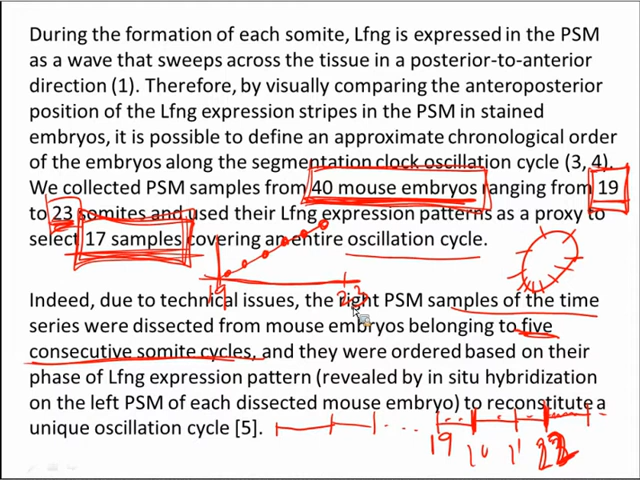 During the formation of each somite, Lfng is expressed in the PSM
as a wave that sweeps across the tissue in a posterior-to-anterior
direction (1). Therefore, by visually comparing the anteroposterior
position of the Lfng expression stripes in the PSM in stained
embryos, it is possible to define an approximate chronological order
of the embryos along the segmentation clock oscillation cycle (3, 4).
We collected PSM samples from 40 mouse embryos ranging from 19
to 23 somites and used their Lfng expression patterns as a proxy to
select 17 samples covering an entire oscillation cycle.
19 23
Indeed, due to technical issues, the right PSM samples of the time
series were dissected from mouse embryos belonging to five
consecutive somite cycles, and they were ordered based on their
phase of Lfng expression pattern (revealed by in situ hybridization
on the left PSM of each dissected mouse embryo) to reconstitute a
unique oscillation cycle [5].
19